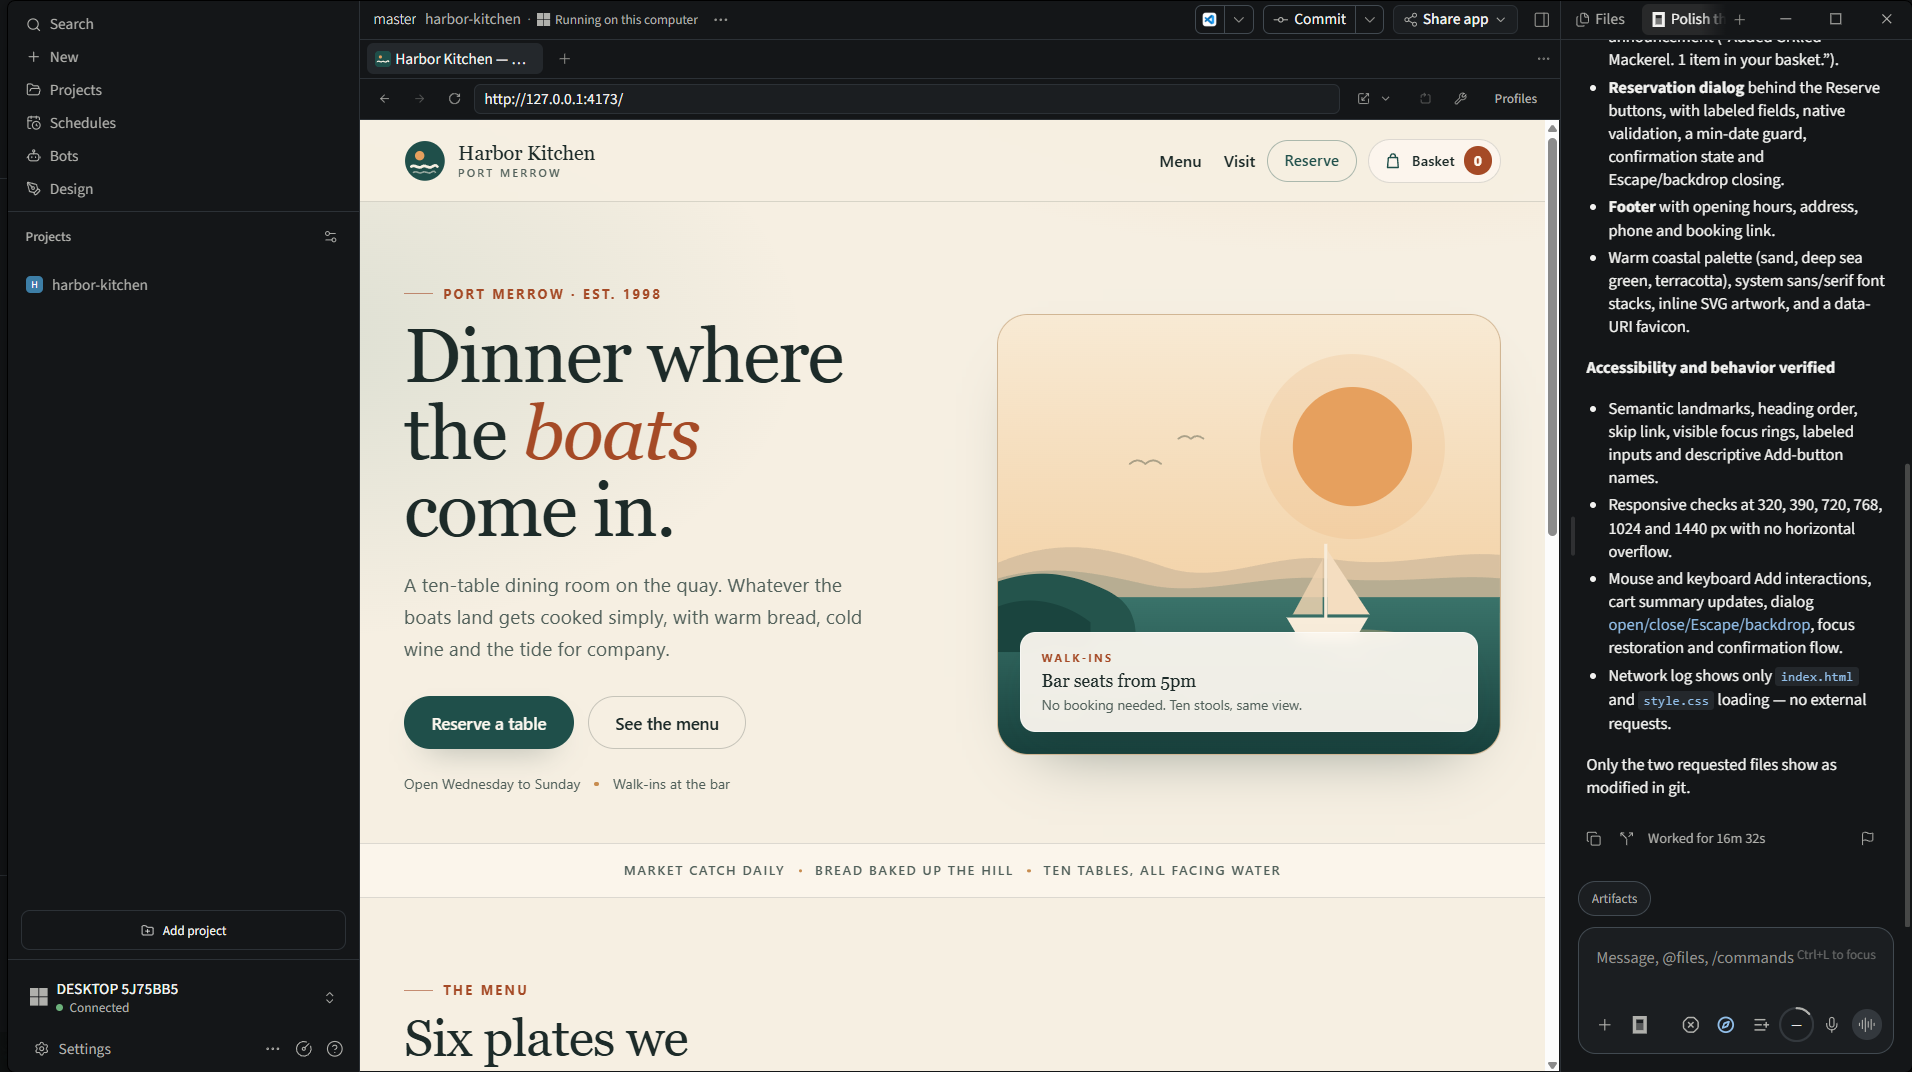 Search
New
Projects
Schedules
Bots
Design
Projects
H harbor-kitchen
Add project
DESKTOP 5J75BB5
Connected
Settings
master harbor-kitchen · Running on this computer
Commit
Share app
Harbor Kitchen — …
http://127.0.0.1:4173/
Profiles
Harbor Kitchen
PORT MERROW
Menu Visit Reserve Basket 0
PORT MERROW · EST. 1998
Dinner where
the boats
come in.
A ten-table dining room on the quay. Whatever the
boats land gets cooked simply, with warm bread, cold
wine and the tide for company.
Reserve a table See the menu
Open Wednesday to Sunday • Walk-ins at the bar
WALK-INS
Bar seats from 5pm
No booking needed. Ten stools, same view.
MARKET CATCH DAILY • BREAD BAKED UP THE HILL • TEN TABLES, ALL FACING WATER
THE MENU
Six plates we
Files Polish th
announcement ("Added Grilled
Mackerel. 1 item in your basket.").
• Reservation dialog behind the Reserve
buttons, with labeled fields, native
validation, a min-date guard,
confirmation state and
Escape/backdrop closing.
• Footer with opening hours, address,
phone and booking link.
• Warm coastal palette (sand, deep sea
green, terracotta), system sans/serif font
stacks, inline SVG artwork, and a data-
URI favicon.
Accessibility and behavior verified
• Semantic landmarks, heading order,
skip link, visible focus rings, labeled
inputs and descriptive Add-button
names.
• Responsive checks at 320, 390, 720, 768,
1024 and 1440 px with no horizontal
overflow.
• Mouse and keyboard Add interactions,
cart summary updates, dialog
open/close/Escape/backdrop, focus
restoration and confirmation flow.
• Network log shows only index.html
and style.css loading — no external
requests.
Only the two requested files show as
modified in git.
Worked for 16m 32s
Artifacts
Message, @files, /commands Ctrl+L to focus